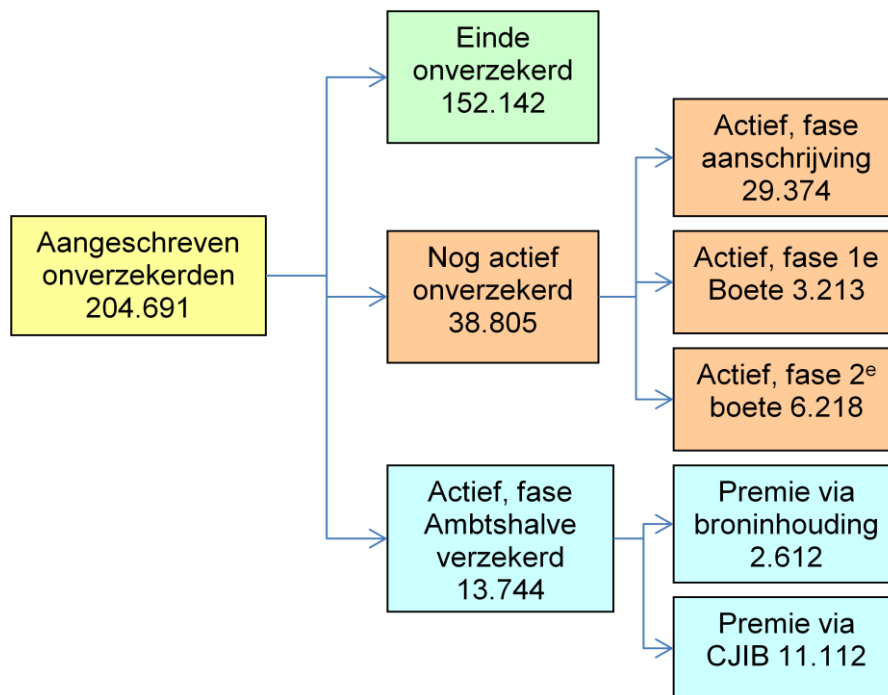 Aangeschreven
onverzekerden
204.691
Einde
onverzekerd
152.142
Nog actief
onverzekerd
38.805
Actief, fase
aanschrijving
29.374
Actief, fase 1e
Boete 3.213
Actief, fase 2ᵉ
boete 6.218
Actief, fase
Ambtshalve
verzekerd
13.744
Premie via
broninhouding
2.612
Premie via
CJIB 11.112